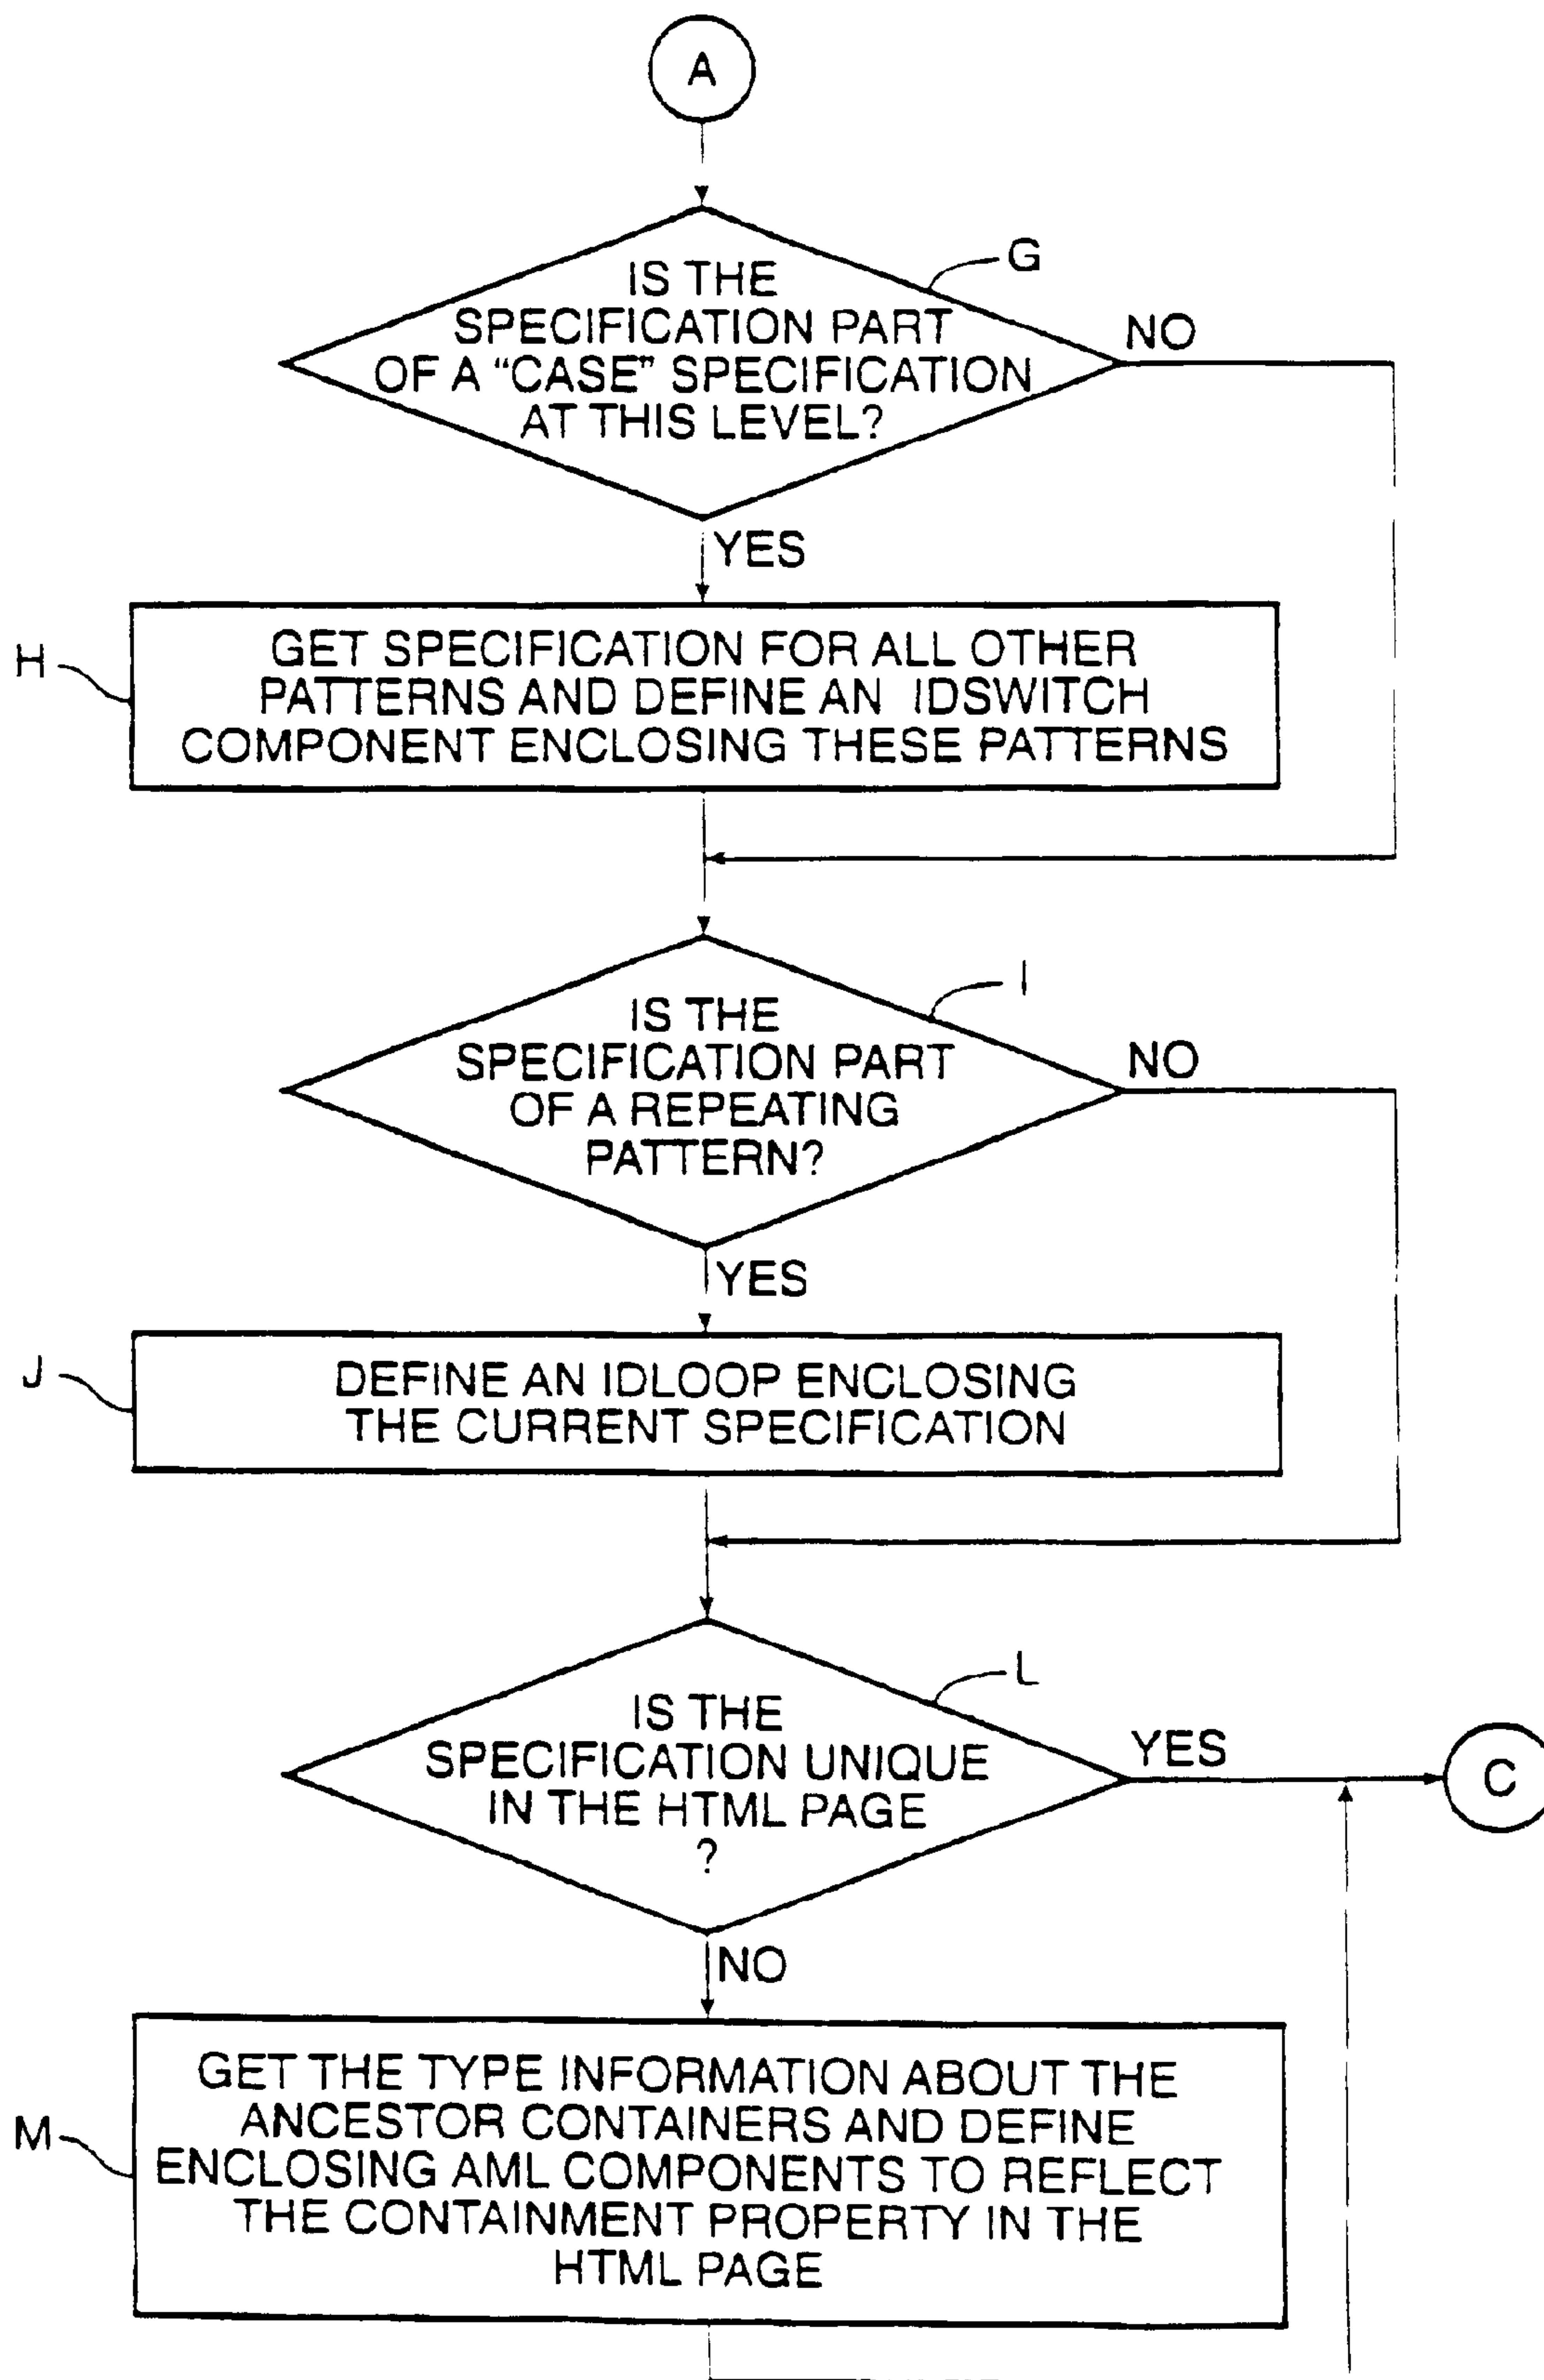 A
G
IS THE
SPECIFICATION PART
OF A "CASE" SPECIFICATION
AT THIS LEVEL?
NO
YES
H
GET SPECIFICATION FOR ALL OTHER
PATTERNS AND DEFINE AN IDSWITCH
COMPONENT ENCLOSING THESE PATTERNS
I
IS THE
SPECIFICATION PART
OF A REPEATING
PATTERN?
NO
YES
J
DEFINE AN IDLOOP ENCLOSING
THE CURRENT SPECIFICATION
L
IS THE
SPECIFICATION UNIQUE
IN THE HTML PAGE
?
YES
C
NO
M
GET THE TYPE INFORMATION ABOUT THE
ANCESTOR CONTAINERS AND DEFINE
ENCLOSING AML COMPONENTS TO REFLECT
THE CONTAINMENT PROPERTY IN THE
HTML PAGE